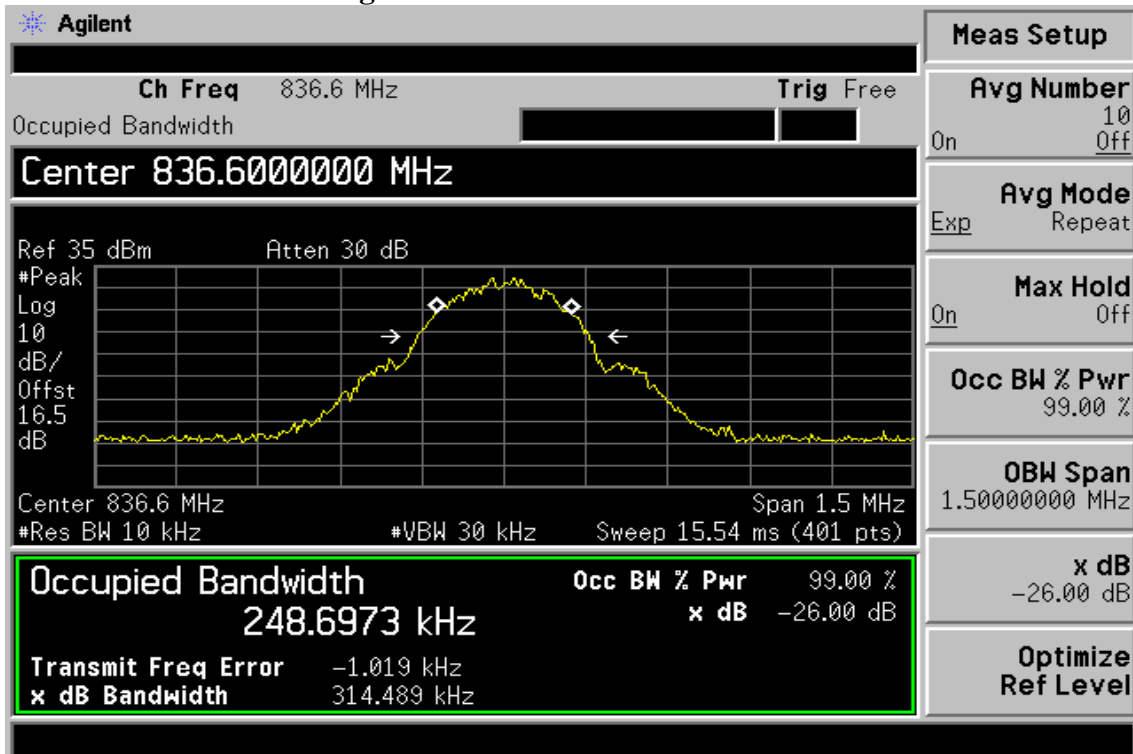 Agilent
Ch Freq 836.6 MHz Trig Free
Occupied Bandwidth
Center 836.6000000 MHz
Ref 35 dBm Atten 30 dB
#Peak
Log
10
dB/
Offst
16.5
dB
Center 836.6 MHz Span 1.5 MHz
#Res BW 10 kHz #VBW 30 kHz Sweep 15.54 ms (401 pts)
Occupied Bandwidth
248.6973 kHz
Occ BW % Pwr 99.00 %
x dB -26.00 dB
Transmit Freq Error -1.019 kHz
x dB Bandwidth 314.489 kHz
Meas Setup
Avg Number
10
On Off
Avg Mode
Exp Repeat
Max Hold
On Off
Occ BW % Pwr
99.00 %
OBW Span
1.50000000 MHz
x dB
-26.00 dB
Optimize
Ref Level